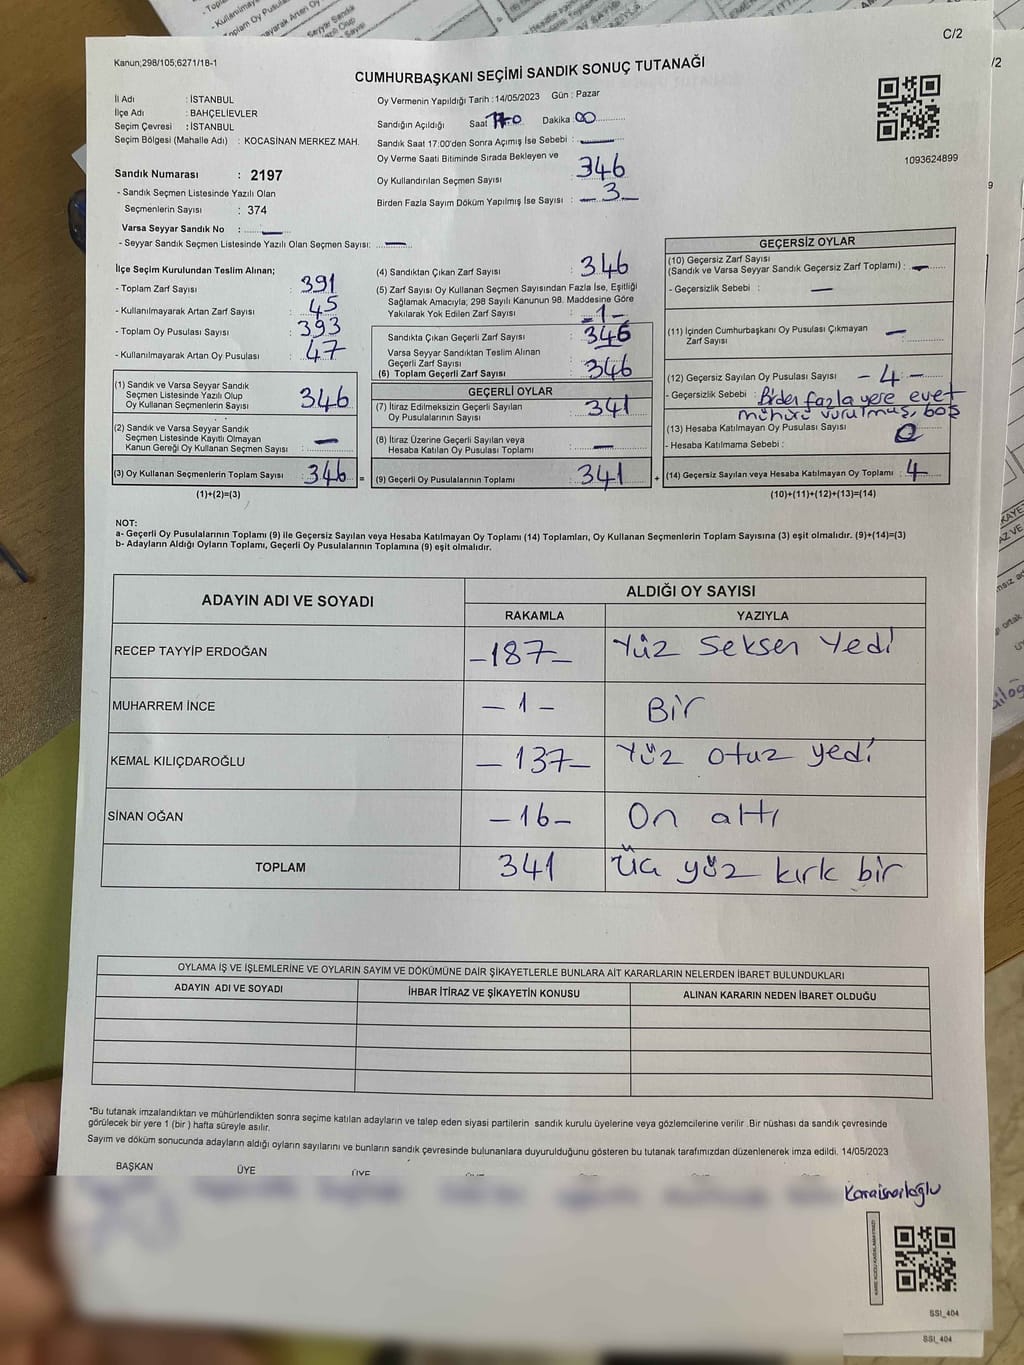 C/2
Kanun;298/105;6271/18-1
CUMHURBAŞKANI SEÇİMİ SANDIK SONUÇ TUTANAĞI
İl Adı : İSTANBUL
İlçe Adı : BAHÇELİEVLER
Seçim Çevresi : İSTANBUL
Seçim Bölgesi (Mahalle Adı) : KOCASİNAN MERKEZ MAH.
Oy Vermenin Yapıldığı Tarih : 14/05/2023 Gün : Pazar
Sandığın Açıldığı Saat Dakika 00
Sandık Saat 17:00'den Sonra Açımış İse Sebebi :
Oy Verme Saati Bitiminde Sırada Bekleyen ve
Oy Kullandırılan Seçmen Sayısı : 346
Birden Fazla Sayım Döküm Yapılmış İse Sayısı : — 3 —
1093624899
Sandık Numarası : 2197
- Sandık Seçmen Listesinde Yazılı Olan
Seçmenlerin Sayısı : 374
Varsa Seyyar Sandık No : —
- Seyyar Sandık Seçmen Listesinde Yazılı Olan Seçmen Sayısı: —
İlçe Seçim Kurulundan Teslim Alınan;
- Toplam Zarf Sayısı : 391
- Kullanılmayarak Artan Zarf Sayısı : 45
- Toplam Oy Pusulası Sayısı : 393
- Kullanılmayarak Artan Oy Pusulası : 47
(1) Sandık ve Varsa Seyyar Sandık
Seçmen Listesinde Yazılı Olup
Oy Kullanan Seçmenlerin Sayısı : 346
(2) Sandık ve Varsa Seyyar Sandık
Seçmen Listesinde Kayıtlı Olmayan
Kanun Gereği Oy Kullanan Seçmen Sayısı : —
(3) Oy Kullanan Seçmenlerin Toplam Sayısı : 346 =
(1)+(2)=(3)
(4) Sandıktan Çıkan Zarf Sayısı : 346
(5) Zarf Sayısı Oy Kullanan Seçmen Sayısından Fazla İse, Eşitliği
Sağlamak Amacıyla; 298 Sayılı Kanunun 98. Maddesine Göre
Yakılarak Yok Edilen Zarf Sayısı : -1-
Sandıkta Çıkan Geçerli Zarf Sayısı : 346
Varsa Seyyar Sandıktan Teslim Alınan
Geçerli Zarf Sayısı
(6) Toplam Geçerli Zarf Sayısı : 346
GEÇERLİ OYLAR
(7) İtiraz Edilmeksizin Geçerli Sayılan
Oy Pusulalarının Sayısı : 341
(8) İtiraz Üzerine Geçerli Sayılan veya
Hesaba Katılan Oy Pusulası Toplamı : —
(9) Geçerli Oy Pusulalarının Toplamı : 341 +
GEÇERSİZ OYLAR
(10) Geçersiz Zarf Sayısı
(Sandık ve Varsa Seyyar Sandık Geçersiz Zarf Toplamı) : —
- Geçersizlik Sebebi : —
(11) İçinden Cumhurbaşkanı Oy Pusulası Çıkmayan
Zarf Sayısı : —
(12) Geçersiz Sayılan Oy Pusulası Sayısı - 4 -
- Geçersizlik Sebebi : Birden fazla yere evet
mühürü vurulmuş, boş
(13) Hesaba Katılmayan Oy Pusulası Sayısı : 0
- Hesaba Katılmama Sebebi :
(14) Geçersiz Sayılan veya Hesaba Katılmayan Oy Toplamı : 4
(10)+(11)+(12)+(13)=(14)
NOT:
a- Geçerli Oy Pusulalarının Toplamı (9) ile Geçersiz Sayılan veya Hesaba Katılmayan Oy Toplamı (14) Toplamları, Oy Kullanan Seçmenlerin Toplam Sayısına (3) eşit olmalıdır. (9)+(14)=(3)
b- Adayların Aldığı Oyların Toplamı, Geçerli Oy Pusulalarının Toplamına (9) eşit olmalıdır.
ADAYIN ADI VE SOYADI ALDIĞI OY SAYISI
RAKAMLA YAZIYLA
RECEP TAYYİP ERDOĞAN -187- Yüz Seksen Yedi
MUHARREM İNCE - 1 - Bir
KEMAL KILIÇDAROĞLU - 137- Yüz otuz yedi
SİNAN OĞAN -16- On altı
TOPLAM 341 üç yüz kırk bir
OYLAMA İŞ VE İŞLEMLERİNE VE OYLARIN SAYIM VE DÖKÜMÜNE DAİR ŞİKAYETLERLE BUNLARA AİT KARARLARIN NELERDEN İBARET BULUNDUKLARI
ADAYIN ADI VE SOYADI İHBAR İTİRAZ VE ŞİKAYETİN KONUSU ALINAN KARARIN NEDEN İBARET OLDUĞU
*Bu tutanak imzalandıktan ve mühürlendikten sonra seçime katılan adayların ve talep eden siyasi partilerin sandık kurulu üyelerine veya gözlemcilerine verilir .Bir nüshası da sandık çevresinde
görülecek bir yere 1 (bir ) hafta süreyle asılır.
Sayım ve döküm sonucunda adayların aldığı oyların sayılarını ve bunların sandık çevresinde bulunanlara duyurulduğunu gösteren bu tutanak tarafımızdan düzenlenerek imza edildi. 14/05/2023
BAŞKAN ÜYE ÜYE
SSI_404
SSI_404